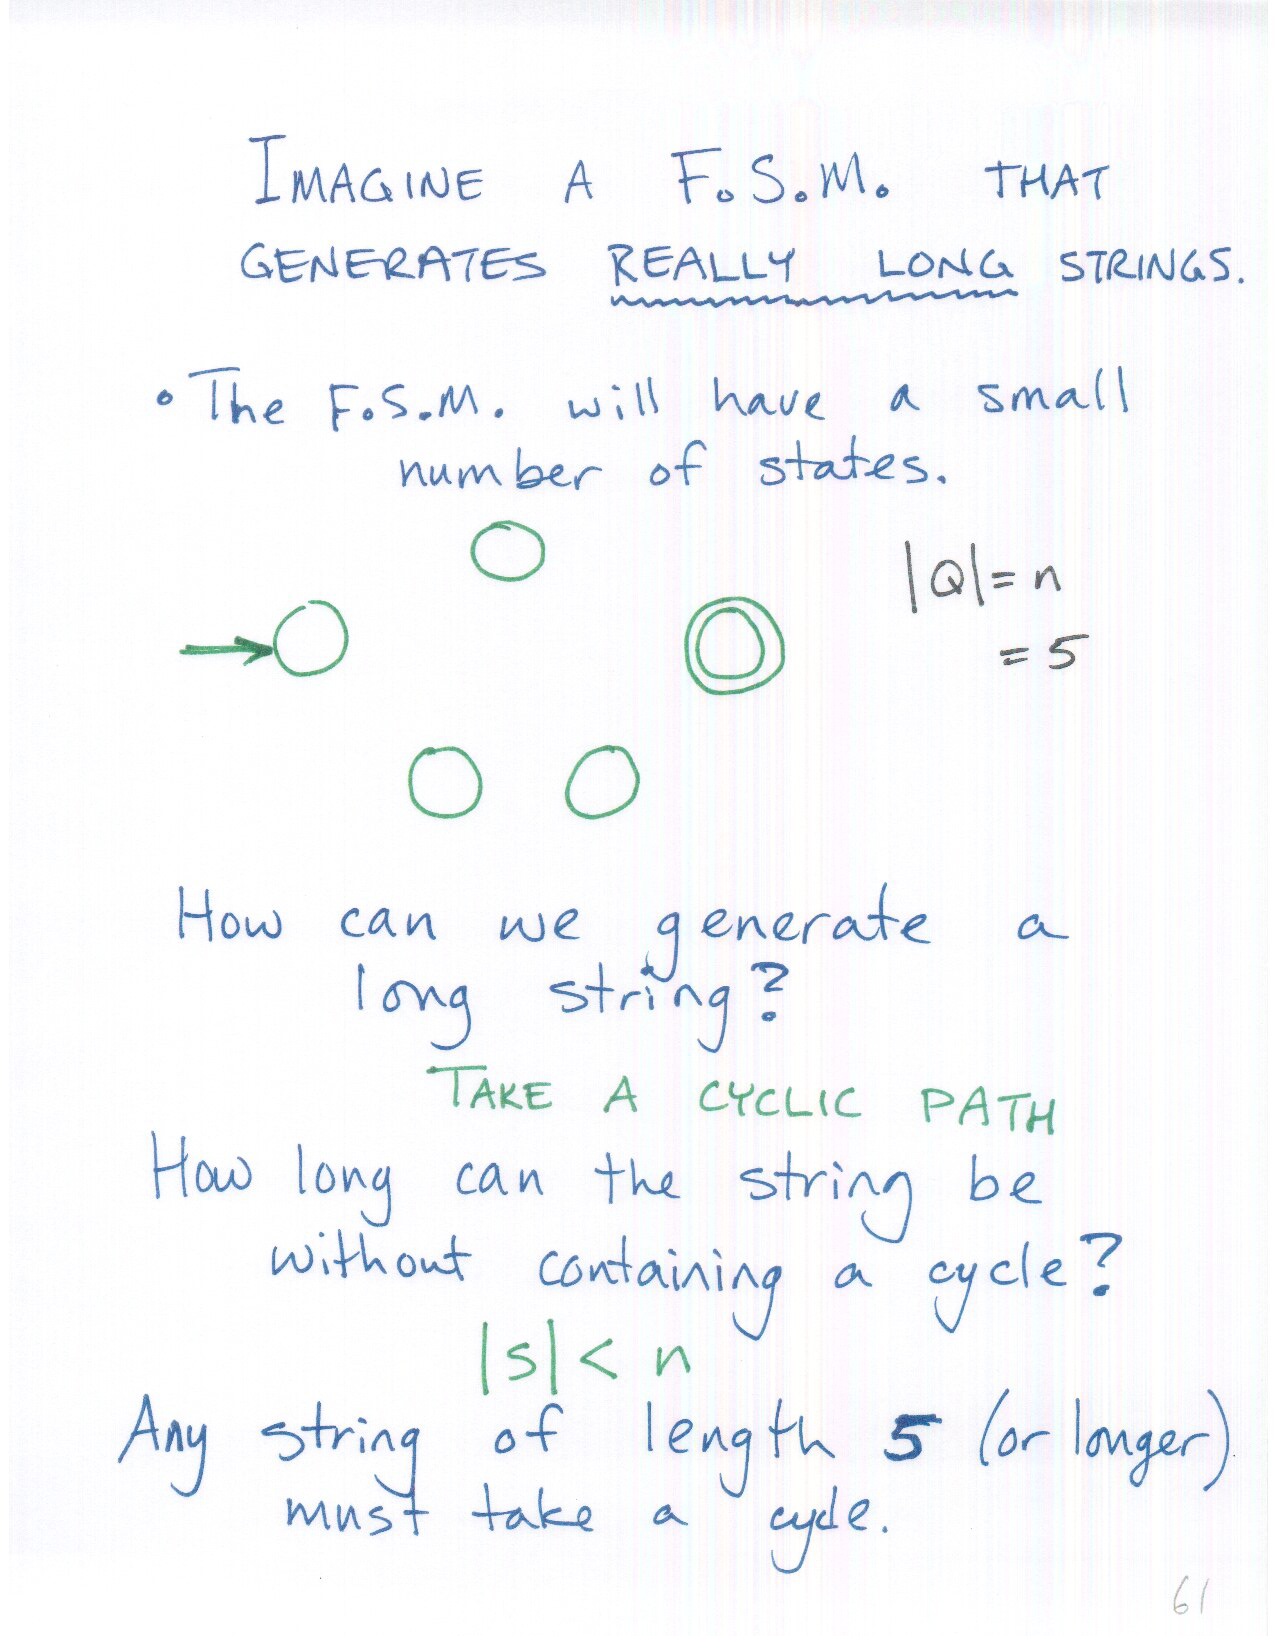 IMAGINE A F.S.M. THAT
GENERATES REALLY LONG STRINGS.
• The F.S.M. will have a small
number of states.
|Q| = n
= 5
How can we generate a
long string?
TAKE A CYCLIC PATH
How long can the string be
without containing a cycle?
|s| < n
Any string of length 5 (or longer)
must take a cycle.
61